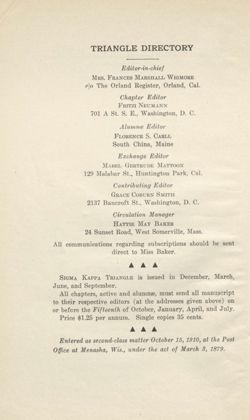 TRIANGLE DIRECTORY
Editor-in-chief
MRS. FRANCES MARSHALL WIGMORE
c/o The Orland Register, Orland, Cal.
Chapter Editor
FRITZI NEUMANN
701 A St. S. E., Washington, D. C.
Alumnæ Editor
FLORENCE S. CARLL
South China, Maine
Exchange Editor
MABEL GERTRUDE MATTOON
129 Malabar St., Huntington Park, Cal.
Contributing Editor
GRACE COBURN SMITH
2137 Bancroft St., Washington, D. C.
Circulation Manager
HATTIE MAY BAKER
24 Sunset Road, West Somerville, Mass.
All communications regarding subscriptions should be sent
direct to Miss Baker.
▲ ▲ ▲
SIGMA KAPPA TRIANGLE is issued in December, March,
June, and September.
All chapters, active and alumnæ, must send all manuscript
to their respective editors (at the addresses given above) on
or before the Fifteenth of October, January, April, and July.
Price $1.25 per annum. Single copies 35 cents.
▲ ▲ ▲
Entered as second-class matter October 15, 1910, at the Post
Office at Menasha, Wis., under the act of March 3, 1879.